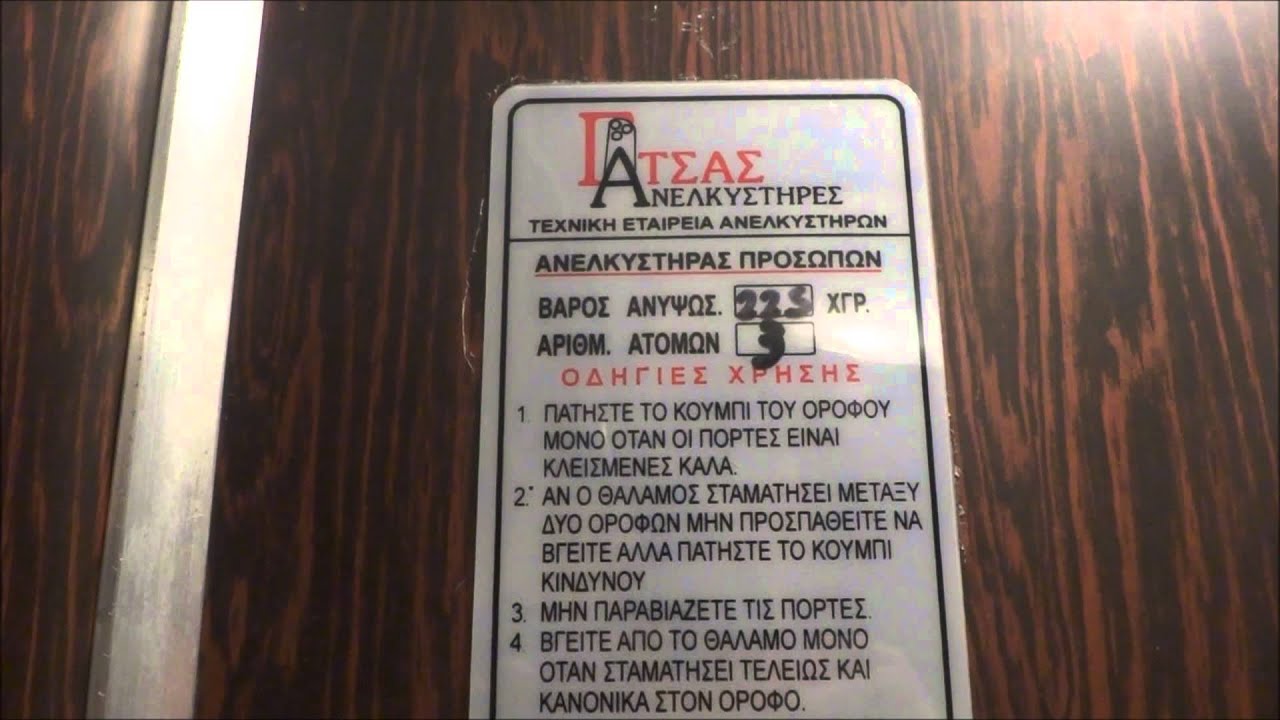 ΓΑΤΣΑΣ
ΑΝΕΛΚΥΣΤΗΡΕΣ
ΤΕΧΝΙΚΗ ΕΤΑΙΡΕΙΑ ΑΝΕΛΚΥΣΤΗΡΩΝ
ΑΝΕΛΚΥΣΤΗΡΑΣ ΠΡΟΣΩΠΩΝ
ΒΑΡΟΣ ΑΝΥΨΩΣ. 225 ΧΓΡ.
ΑΡΙΘΜ. ΑΤΟΜΩΝ 3
ΟΔΗΓΙΕΣ ΧΡΗΣΗΣ
1. ΠΑΤΗΣΤΕ ΤΟ ΚΟΥΜΠΙ ΤΟΥ ΟΡΟΦΟΥ
ΜΟΝΟ ΟΤΑΝ ΟΙ ΠΟΡΤΕΣ ΕΙΝΑΙ
ΚΛΕΙΣΜΕΝΕΣ ΚΑΛΑ.
2. ΑΝ Ο ΘΑΛΑΜΟΣ ΣΤΑΜΑΤΗΣΕΙ ΜΕΤΑΞΥ
ΔΥΟ ΟΡΟΦΩΝ ΜΗΝ ΠΡΟΣΠΑΘΕΙΤΕ ΝΑ
ΒΓΕΙΤΕ ΑΛΛΑ ΠΑΤΗΣΤΕ ΤΟ ΚΟΥΜΠΙ
ΚΙΝΔΥΝΟΥ
3. ΜΗΝ ΠΑΡΑΒΙΑΖΕΤΕ ΤΙΣ ΠΟΡΤΕΣ.
4 ΒΓΕΙΤΕ ΑΠΟ ΤΟ ΘΑΛΑΜΟ ΜΟΝΟ
ΟΤΑΝ ΣΤΑΜΑΤΗΣΕΙ ΤΕΛΕΙΩΣ ΚΑΙ
ΚΑΝΟΝΙΚΑ ΣΤΟΝ ΟΡΟΦΟ.